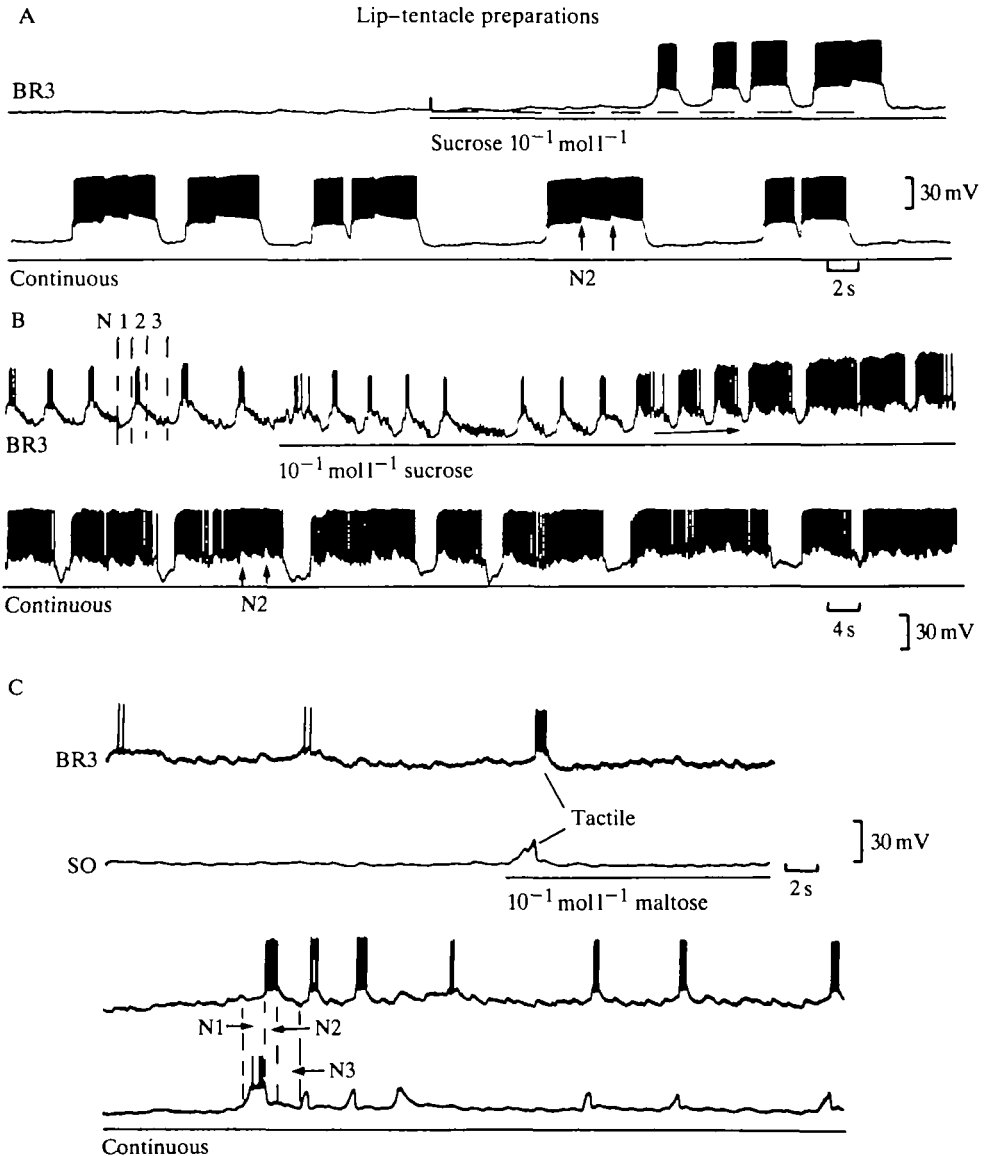 A
Lip–tentacle preparations
BR3
Sucrose 10⁻¹ mol l⁻¹
30 mV
Continuous
N2
2 s
B
N 1 2 3
BR3
10⁻¹ mol l⁻¹ sucrose
Continuous
N2
4 s
30 mV
C
BR3
Tactile
SO
30 mV
2 s
10⁻¹ mol l⁻¹ maltose
N1
N2
N3
Continuous